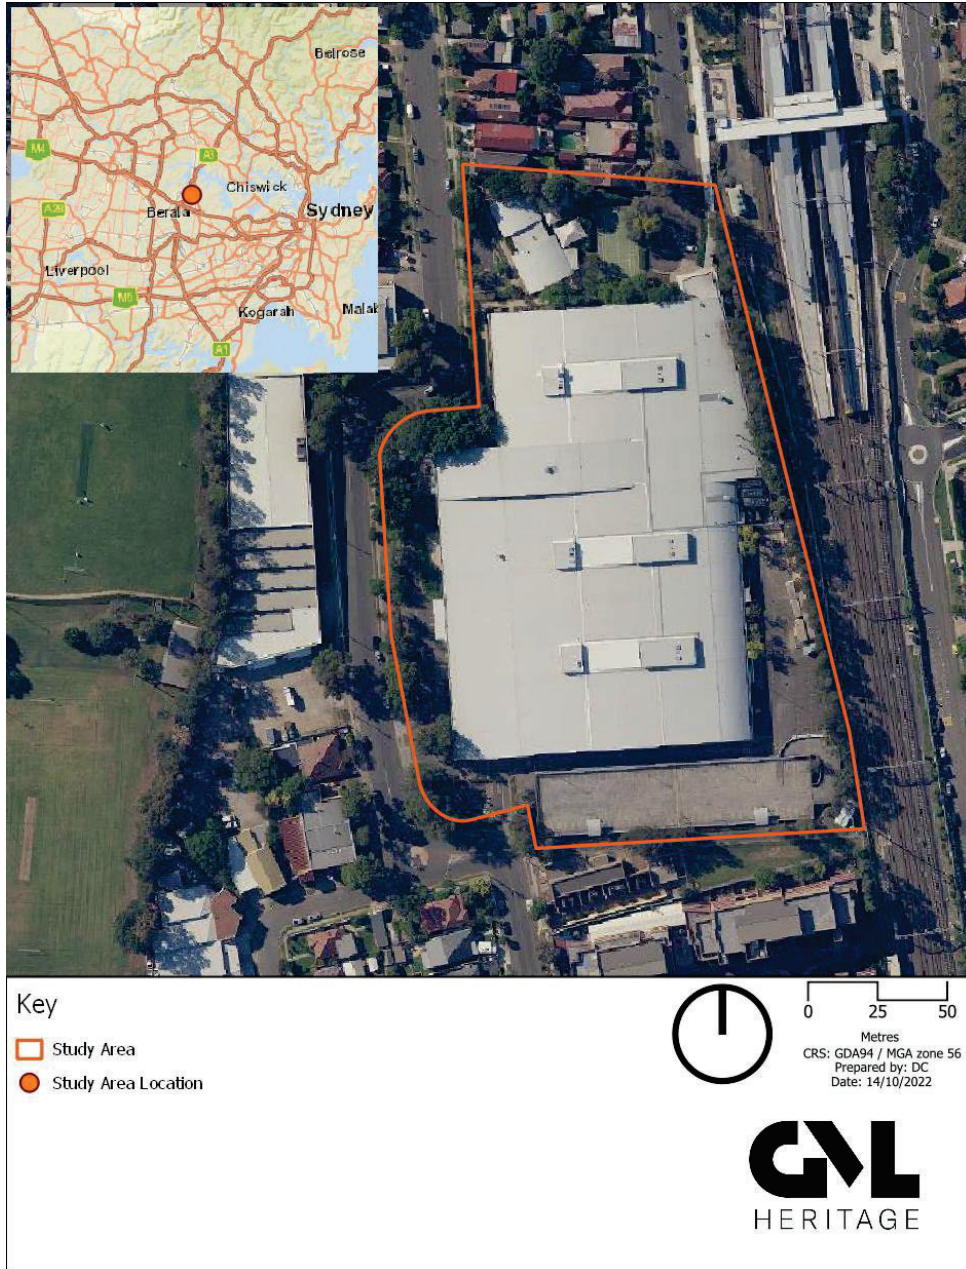 Belrose
M4
A3
Chiswick
A28
Berala
Sydney
Liverpool
M5
Kogarah
Malab
A1
Key
Study Area
Study Area Location
0 25 50
Metres
CRS: GDA94 / MGA zone 56
Prepared by: DC
Date: 14/10/2022
GML
HERITAGE